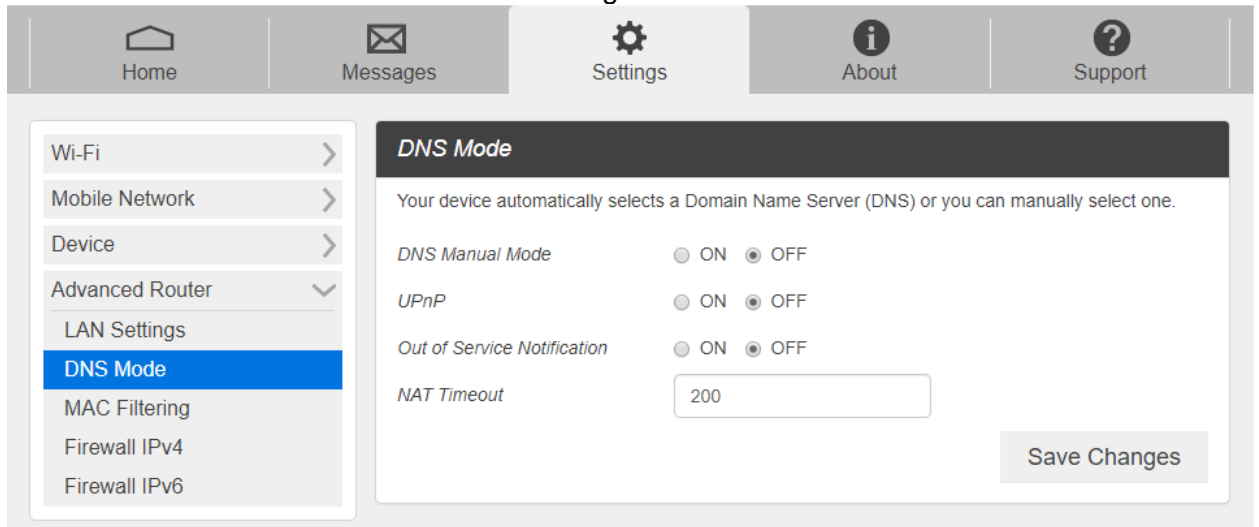 Home Messages Settings About Support
Wi-Fi
Mobile Network
Device
Advanced Router
LAN Settings
DNS Mode
MAC Filtering
Firewall IPv4
Firewall IPv6
DNS Mode
Your device automatically selects a Domain Name Server (DNS) or you can manually select one.
DNS Manual Mode ON OFF
UPnP ON OFF
Out of Service Notification ON OFF
NAT Timeout 200
Save Changes